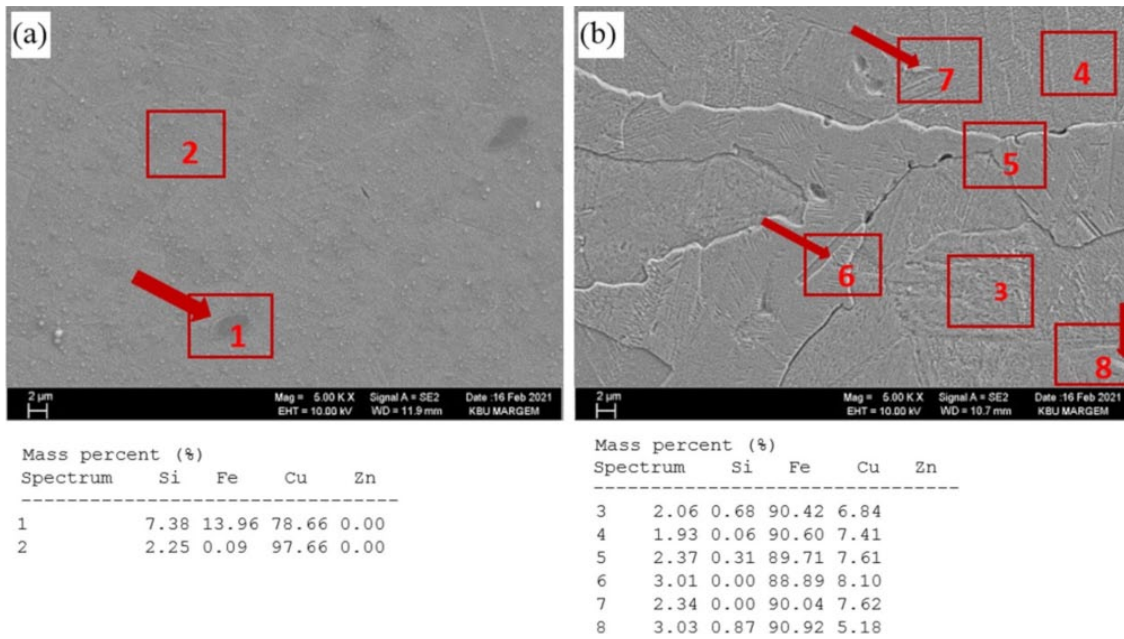 (a)
2
1
2 µm
Mag = 5.00 K X Signal A = SE2 Date :16 Feb 2021
EHT = 10.00 kV WD = 11.9 mm KBU MARGEM
Mass percent (%)
Spectrum Si Fe Cu Zn
---------------------------------
1 7.38 13.96 78.66 0.00
2 2.25 0.09 97.66 0.00
(b)
7
4
5
6
3
8
2 µm
Mag = 5.00 K X Signal A = SE2 Date :16 Feb 2021
EHT = 10.00 kV WD = 10.7 mm KBU MARGEM
Mass percent (%)
Spectrum Si Fe Cu Zn
---------------------------------
3 2.06 0.68 90.42 6.84
4 1.93 0.06 90.60 7.41
5 2.37 0.31 89.71 7.61
6 3.01 0.00 88.89 8.10
7 2.34 0.00 90.04 7.62
8 3.03 0.87 90.92 5.18